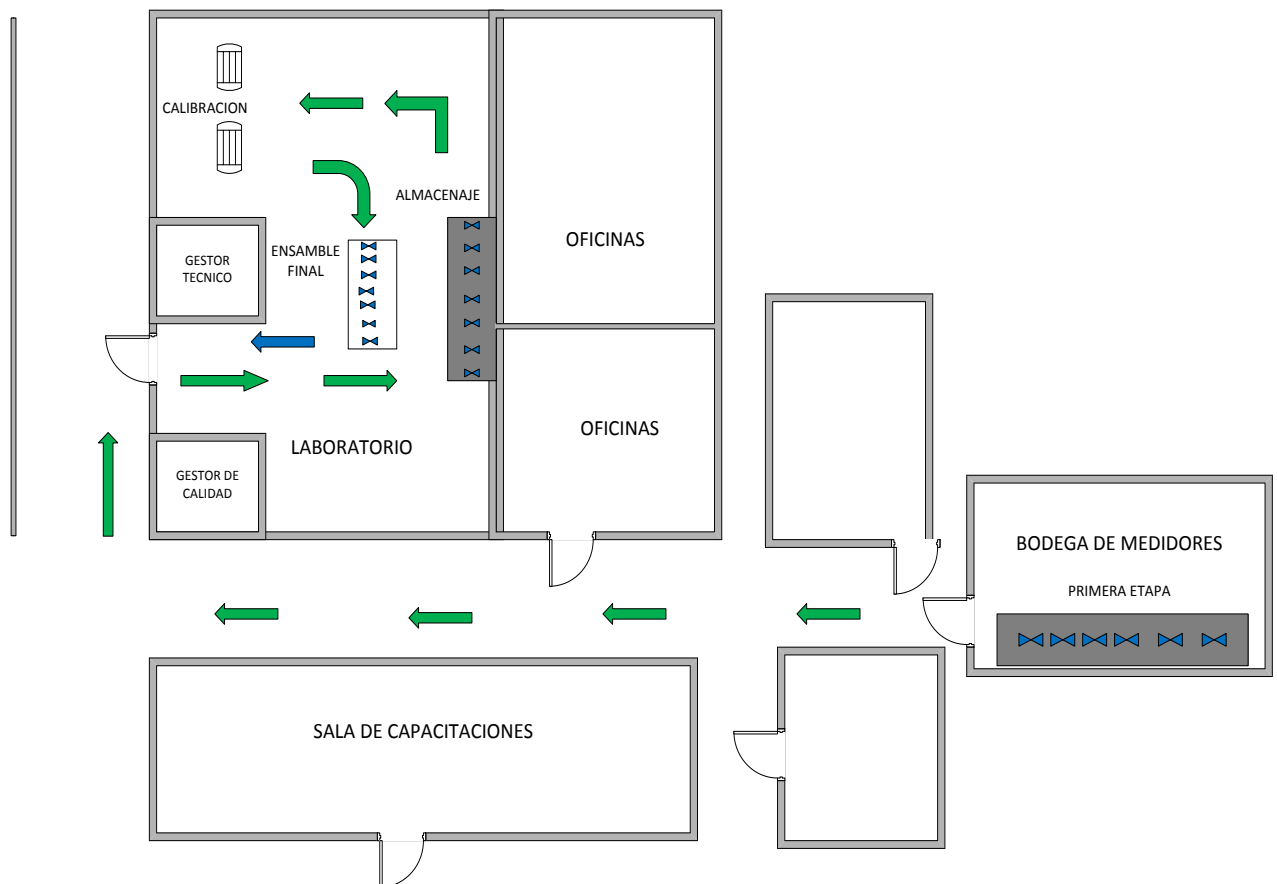 CALIBRACION
ALMACENAJE
OFICINAS
ENSAMBLE
FINAL
GESTOR
TECNICO
OFICINAS
LABORATORIO
GESTOR DE
CALIDAD
BODEGA DE MEDIDORES
PRIMERA ETAPA
SALA DE CAPACITACIONES